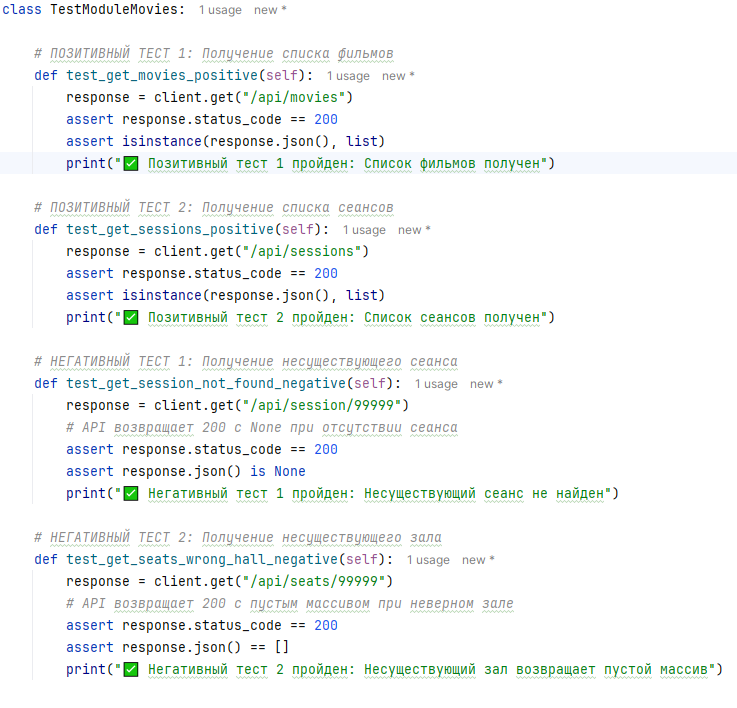 class TestModuleMovies: 1 usage new *
# ПОЗИТИВНЫЙ ТЕСТ 1: Получение списка фильмов
def test_get_movies_positive(self): 1 usage new *
response = client.get("/api/movies")
assert response.status_code == 200
assert isinstance(response.json(), list)
print("✅ Позитивный тест 1 пройден: Список фильмов получен")
# ПОЗИТИВНЫЙ ТЕСТ 2: Получение списка сеансов
def test_get_sessions_positive(self): 1 usage new *
response = client.get("/api/sessions")
assert response.status_code == 200
assert isinstance(response.json(), list)
print("✅ Позитивный тест 2 пройден: Список сеансов получен")
# НЕГАТИВНЫЙ ТЕСТ 1: Получение несуществующего сеанса
def test_get_session_not_found_negative(self): 1 usage new *
response = client.get("/api/session/99999")
# API возвращает 200 с None при отсутствии сеанса
assert response.status_code == 200
assert response.json() is None
print("✅ Негативный тест 1 пройден: Несуществующий сеанс не найден")
# НЕГАТИВНЫЙ ТЕСТ 2: Получение несуществующего зала
def test_get_seats_wrong_hall_negative(self): 1 usage new *
response = client.get("/api/seats/99999")
# API возвращает 200 с пустым массивом при неверном зале
assert response.status_code == 200
assert response.json() == []
print("✅ Негативный тест 2 пройден: Несуществующий зал возвращает пустой массив")